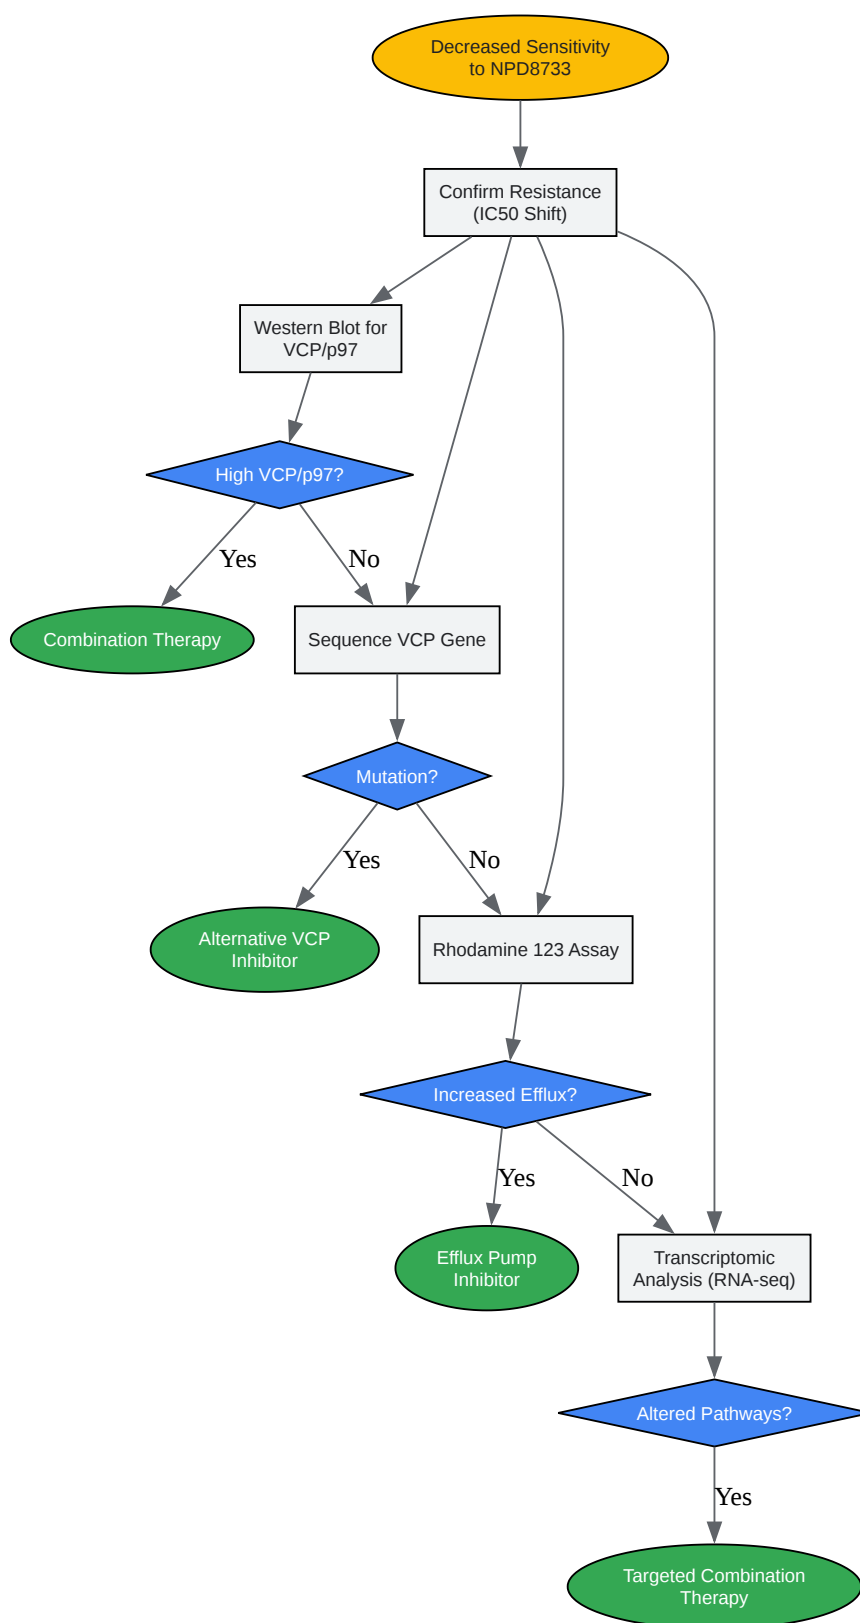 Decreased Sensitivity
to NPD8733
Confirm Resistance
(IC50 Shift)
Western Blot for
VCP/p97
High VCP/p97?
Yes
No
Combination Therapy
Sequence VCP Gene
Mutation?
Yes
No
Alternative VCP
Inhibitor
Rhodamine 123 Assay
Increased Efflux?
Yes
No
Efflux Pump
Inhibitor
Transcriptomic
Analysis (RNA-seq)
Altered Pathways?
Yes
Targeted Combination
Therapy